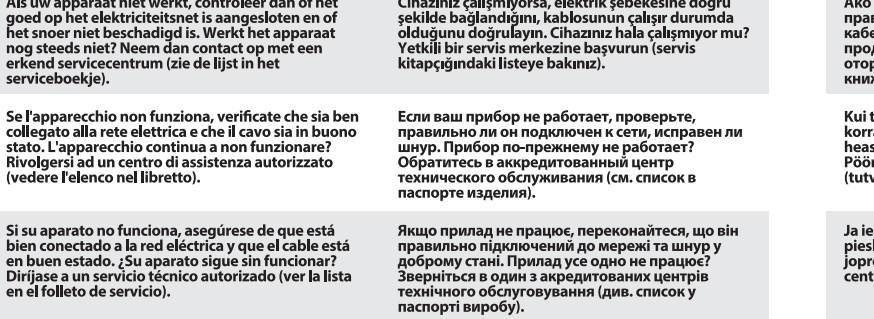 Als uw apparaat niet werkt, controleer dan of het
goed op het elektriciteitsnet is aangesloten en of
het snoer niet beschadigd is. Werkt het apparaat
nog steeds niet? Neem dan contact op met een
erkend servicecentrum (zie de lijst in het
serviceboekje).
Cihazınız çalışmıyorsa, elektrik şebekesine doğru
şekilde bağlandığını, kablosunun çalışır durumda
olduğunu doğrulayın. Cihazınız hala çalışmıyor mu?
Yetkili bir servis merkezine başvurun (servis
kitapçığındaki listeye bakınız).
Ako
Se l'apparecchio non funziona, verificate che sia ben
collegato alla rete elettrica e che il cavo sia in buono
stato. L'apparecchio continua a non funzionare?
Rivolgersi ad un centro di assistenza autorizzato
(vedere l'elenco nel libretto).
Если ваш прибор не работает, проверьте,
правильно ли он подключен к сети, исправен ли
шнур. Прибор по-прежнему не работает?
Обратитесь в аккредитованный центр
технического обслуживания (см. список в
паспорте изделия).
Kui
Si su aparato no funciona, asegúrese de que está
bien conectado a la red eléctrica y que el cable está
en buen estado. ¿Su aparato sigue sin funcionar?
Diríjase a un servicio técnico autorizado (ver la lista
en el folleto de servicio).
Якщо прилад не працює, переконайтеся, що він
правильно підключений до мережі та шнур у
доброму стані. Прилад усе одно не працює?
Зверніться в один з акредитованих центрів
технічного обслуговування (див. список у
паспорті виробу).
Ja